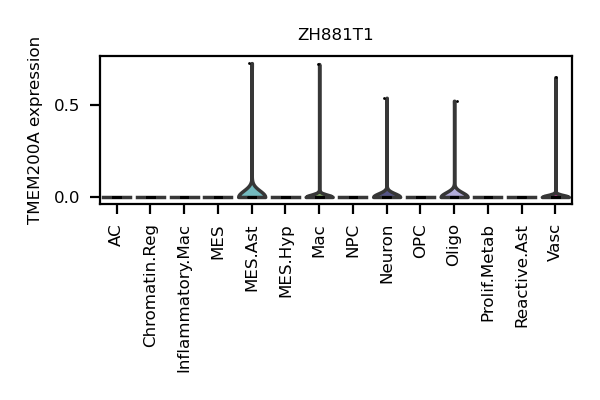 ZH881T1
TMEM200A expression
0.5
0.0
AC
Chromatin.Reg
Inflammatory.Mac
MES
MES.Ast
MES.Hyp
Mac
NPC
Neuron
OPC
Oligo
Prolif.Metab
Reactive.Ast
Vasc